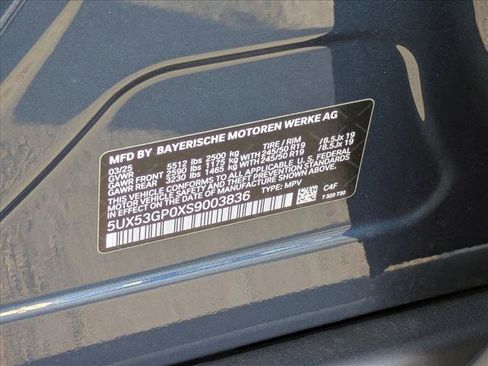 MFD BY BAYERISCHE MOTOREN WERKE AG
03/25 TIRE / RIM
GVWR 5512 lbs 2500 kg
GAWR FRONT 2590 lbs 1175 kg WITH 245/50 R19 / 8.5Jx 19
GAWR REAR 3230 lbs 1465 kg WITH 245/50 R19 / 8.5Jx 19
THIS VEHICLE CONFORMS TO ALL APPLICABLE U.S. FEDERAL
MOTOR VEHICLE SAFETY, BUMPER, AND THEFT PREVENTION STANDARDS
IN EFFECT ON THE DATE OF MANUFACTURE SHOWN ABOVE.
5UX53GP0XS9003836 TYPE: MPV
C4F